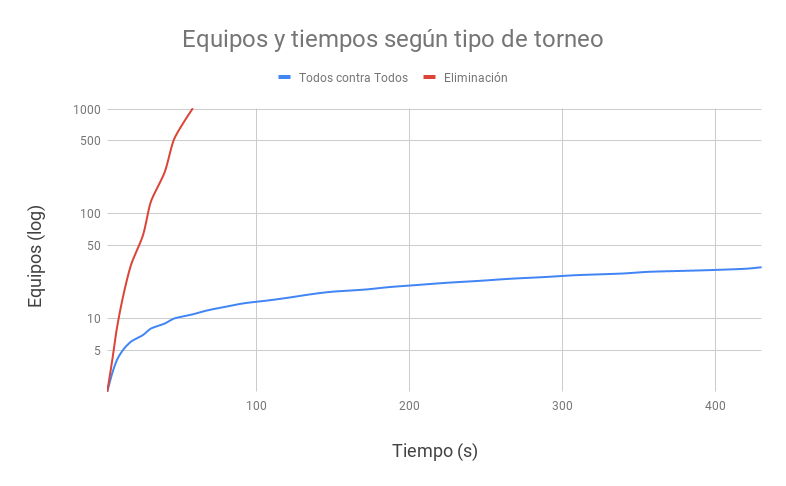 Equipos y tiempos según tipo de torneo
Todos contra Todos
Eliminación
1000
500
100
50
10
5
Equipos (log)
100
200
300
400
Tiempo (s)